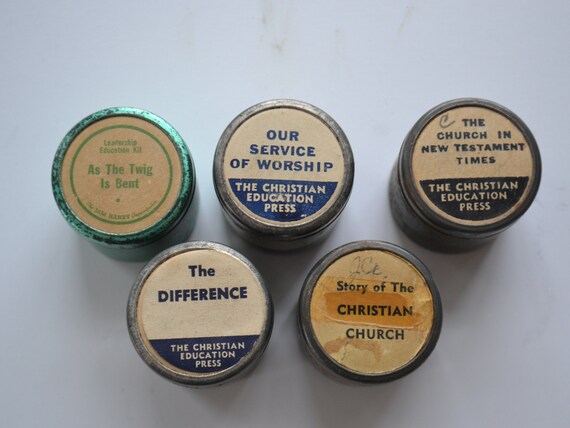 Leadership
Education Kit
As The Twig
Is Bent
OUR
SERVICE
OF WORSHIP
THE CHRISTIAN
EDUCATION
PRESS
C THE
CHURCH IN
NEW TESTAMENT
TIMES
THE CHRISTIAN
EDUCATION
PRESS
The
DIFFERENCE
THE CHRISTIAN
EDUCATION
PRESS
Story of The
CHRISTIAN
CHURCH